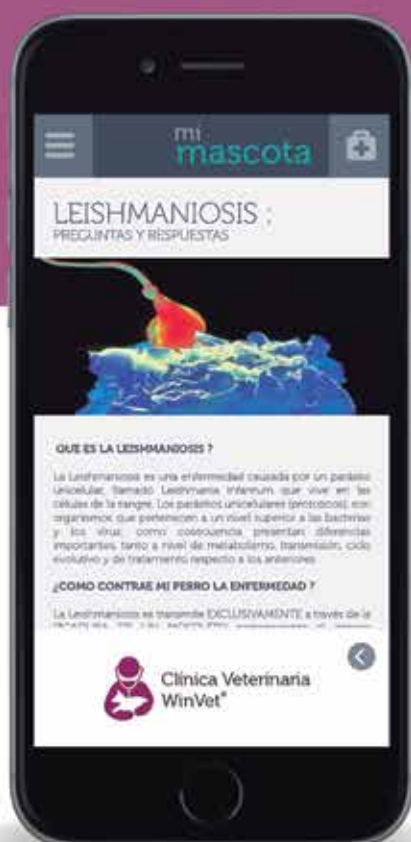 mi
mascota
LEISHMANIOSIS :
PREGUNTAS Y RESPUESTAS
QUE ES LA LEISHMANIOSIS ?
La Leishmaniosis es una enfermedad causada por un parásito
unicelular, llamado Leishmania Infantum que vive en las
células de la sangre. Los parásitos unicelulares (protozoos), son
organismos que pertenecen a un nivel superior a las bacterias
y los virus, como consecuencia presentan diferencias
importantes, tanto a nivel de metabolismo, transmisión, ciclo
evolutivo y de tratamiento respecto a los anteriores.
¿COMO CONTRAE MI PERRO LA ENFERMEDAD ?
La Leishmaniosis se transmite EXCLUSIVAMENTE a través de la
Clínica Veterinaria
WinVet®